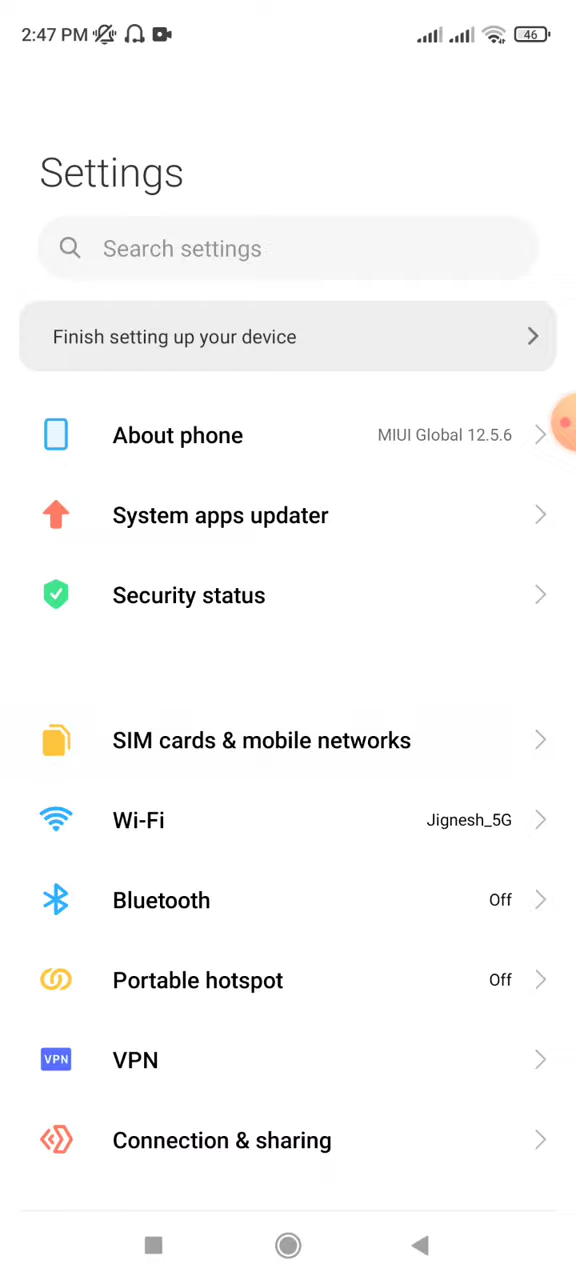 2:47 PM 46
Settings
Search settings
Finish setting up your device
About phone MIUI Global 12.5.6
System apps updater
Security status
SIM cards & mobile networks
Wi-Fi Jignesh_5G
Bluetooth Off
Portable hotspot Off
VPN VPN
Connection & sharing